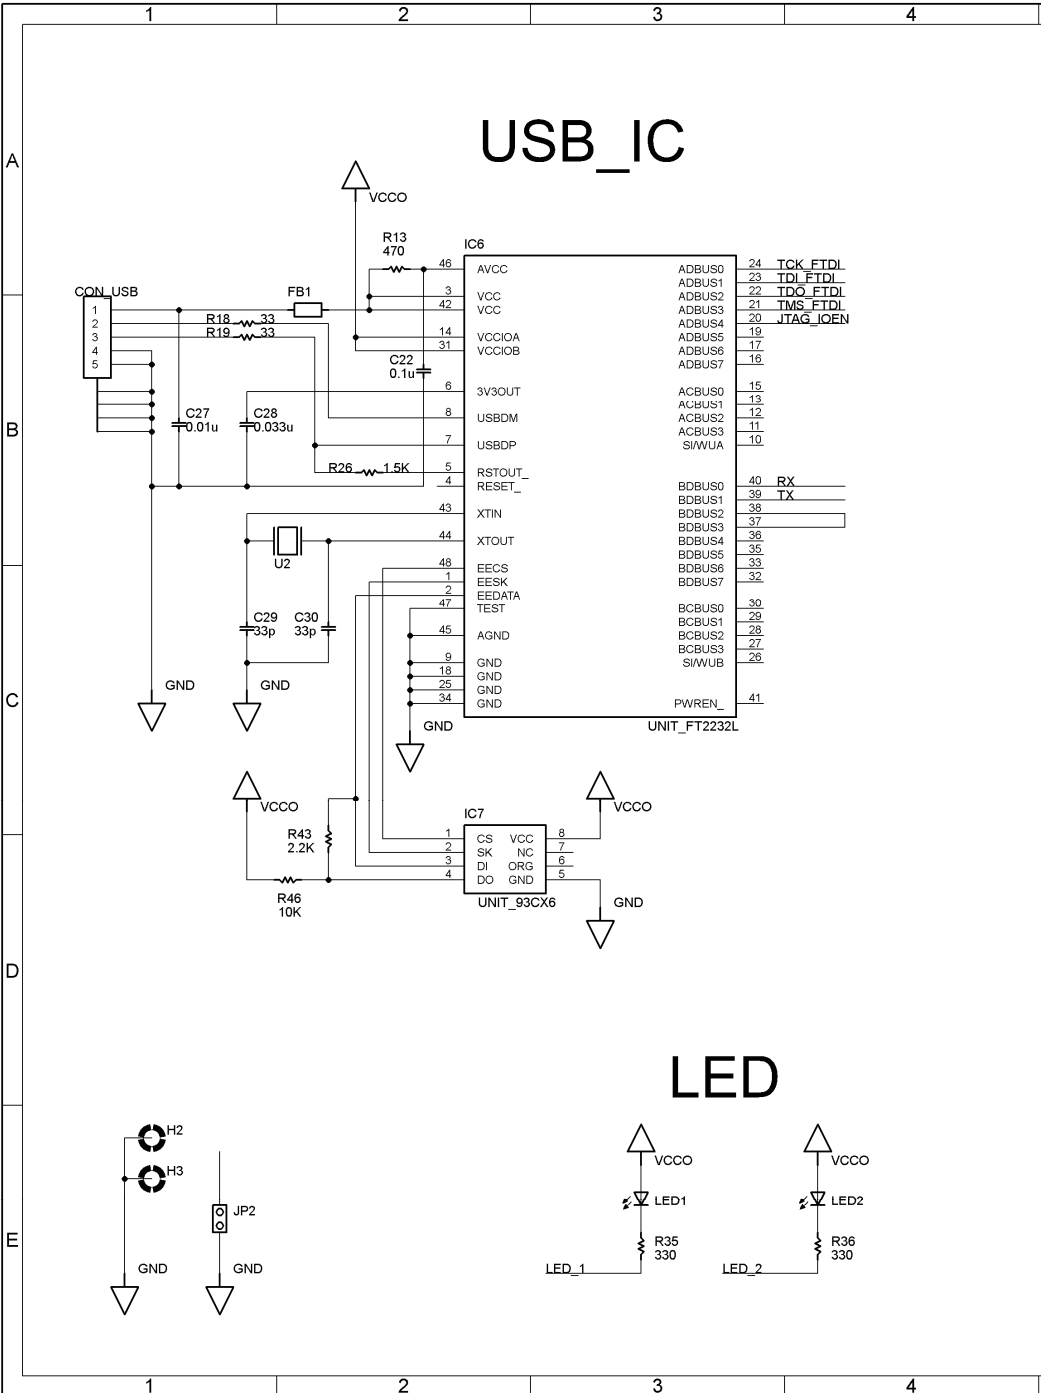 1 2 3 4
A
USB_IC
VCCO
R13
470
IC6
46 AVCC ADBUS0 24 TCK_FTDI
ADBUS1 23 TDI_FTDI
3 VCC ADBUS2 22 TDO_FTDI
42 VCC ADBUS3 21 TMS_FTDI
ADBUS4 20 JTAG_IOEN
14 VCCIOA ADBUS5 19
31 VCCIOB ADBUS6 17
ADBUS7 16
CON_USB
1
2
3
4
5
FB1
R18 33
R19 33
C22
0.1u
6 3V3OUT ACBUS0 15
ACBUS1 13
8 USBDM ACBUS2 12
ACBUS3 11
7 USBDP SI/WUA 10
B
C27
0.01u
C28
0.033u
R26 1.5K
5 RSTOUT_
4 RESET_ BDBUS0 40 RX
BDBUS1 39 TX
43 XTIN BDBUS2 38
BDBUS3 37
44 XTOUT BDBUS4 36
BDBUS5 35
48 EECS BDBUS6 33
1 EESK BDBUS7 32
2 EEDATA
47 TEST BCBUS0 30
BCBUS1 29
45 AGND BCBUS2 28
BCBUS3 27
9 GND SI/WUB 26
18 GND
25 GND
34 GND PWREN_ 41
UNIT_FT2232L
U2
C29
33p
C30
33p
C
GND
GND
GND
VCCO
VCCO
IC7
R43
2.2K
1 CS VCC 8
2 SK NC 7
3 DI ORG 6
4 DO GND 5
UNIT_93CX6
R46
10K
GND
D
LED
H2
H3
JP2
VCCO
VCCO
LED1
LED2
E
R35
330
R36
330
LED_1
LED_2
GND
GND
1 2 3 4